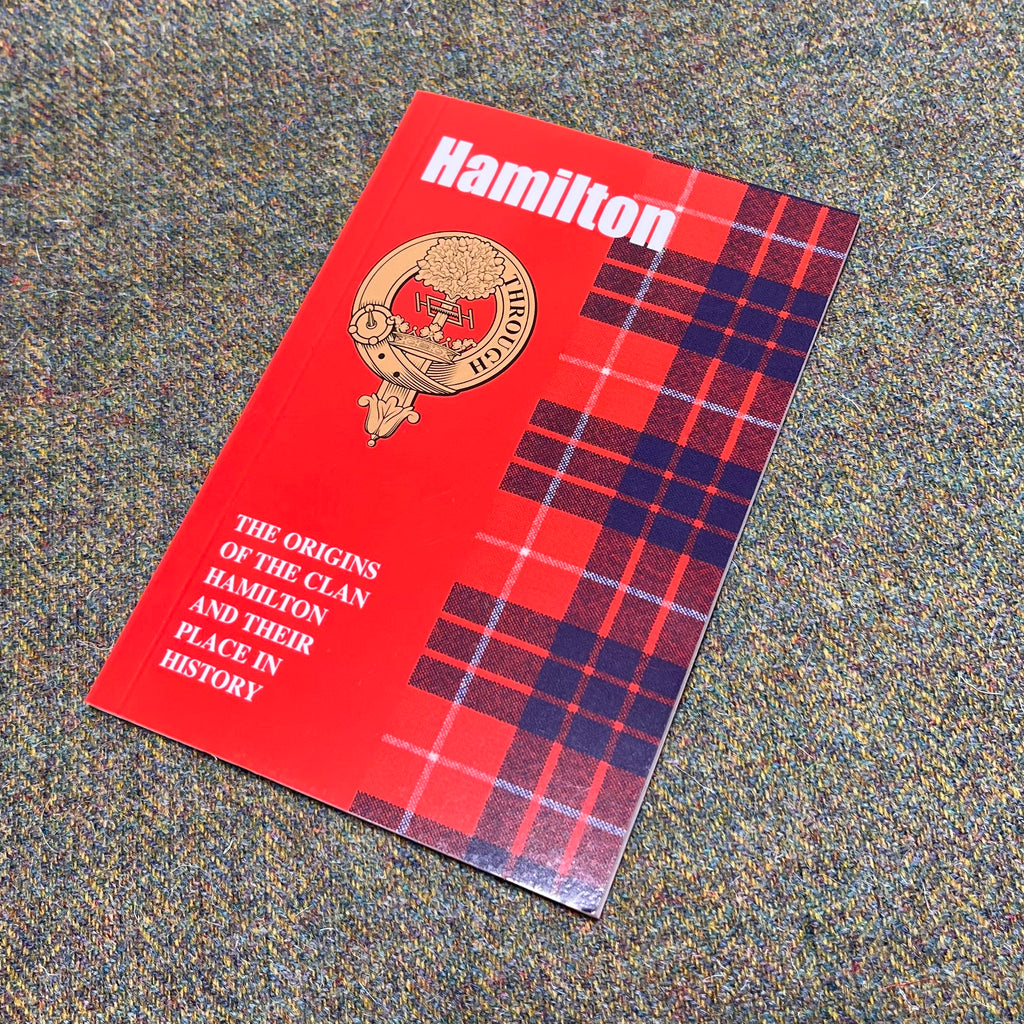 Hamilton
THROUGH
THE ORIGINS
OF THE CLAN
HAMILTON
AND THEIR
PLACE IN
HISTORY